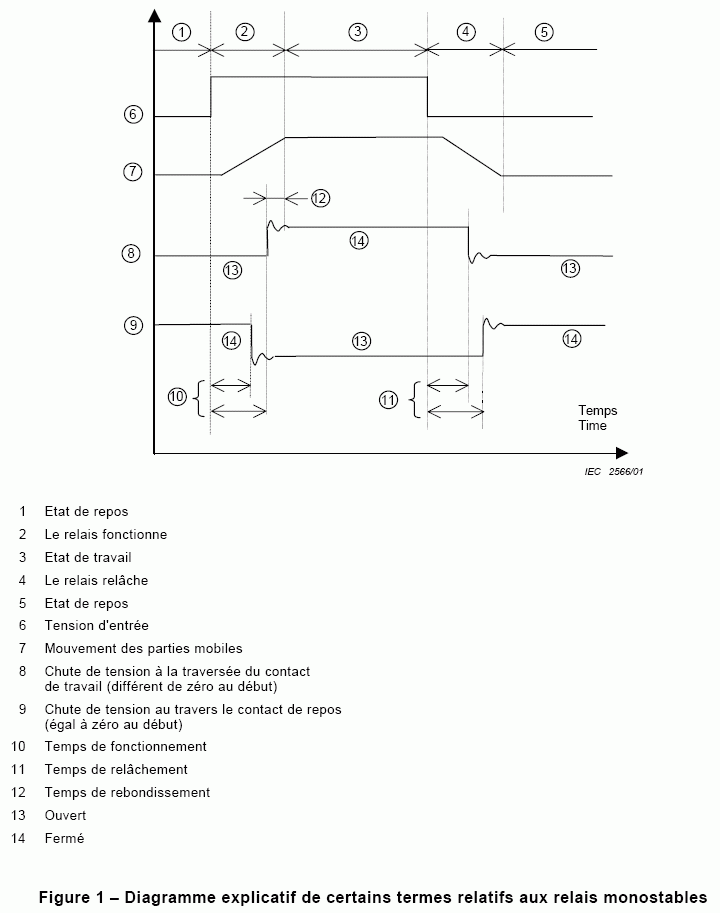 1 2 3 4 5
6
7
12
8 14
13 13
9
14 13 14
10 11
Temps
Time
IEC 2566/01
1 Etat de repos
2 Le relais fonctionne
3 Etat de travail
4 Le relais relâche
5 Etat de repos
6 Tension d'entrée
7 Mouvement des parties mobiles
8 Chute de tension à la traversée du contact
de travail (différent de zéro au début)
9 Chute de tension au travers le contact de repos
(égal à zéro au début)
10 Temps de fonctionnement
11 Temps de relâchement
12 Temps de rebondissement
13 Ouvert
14 Fermé
Figure 1 – Diagramme explicatif de certains termes relatifs aux relais monostables